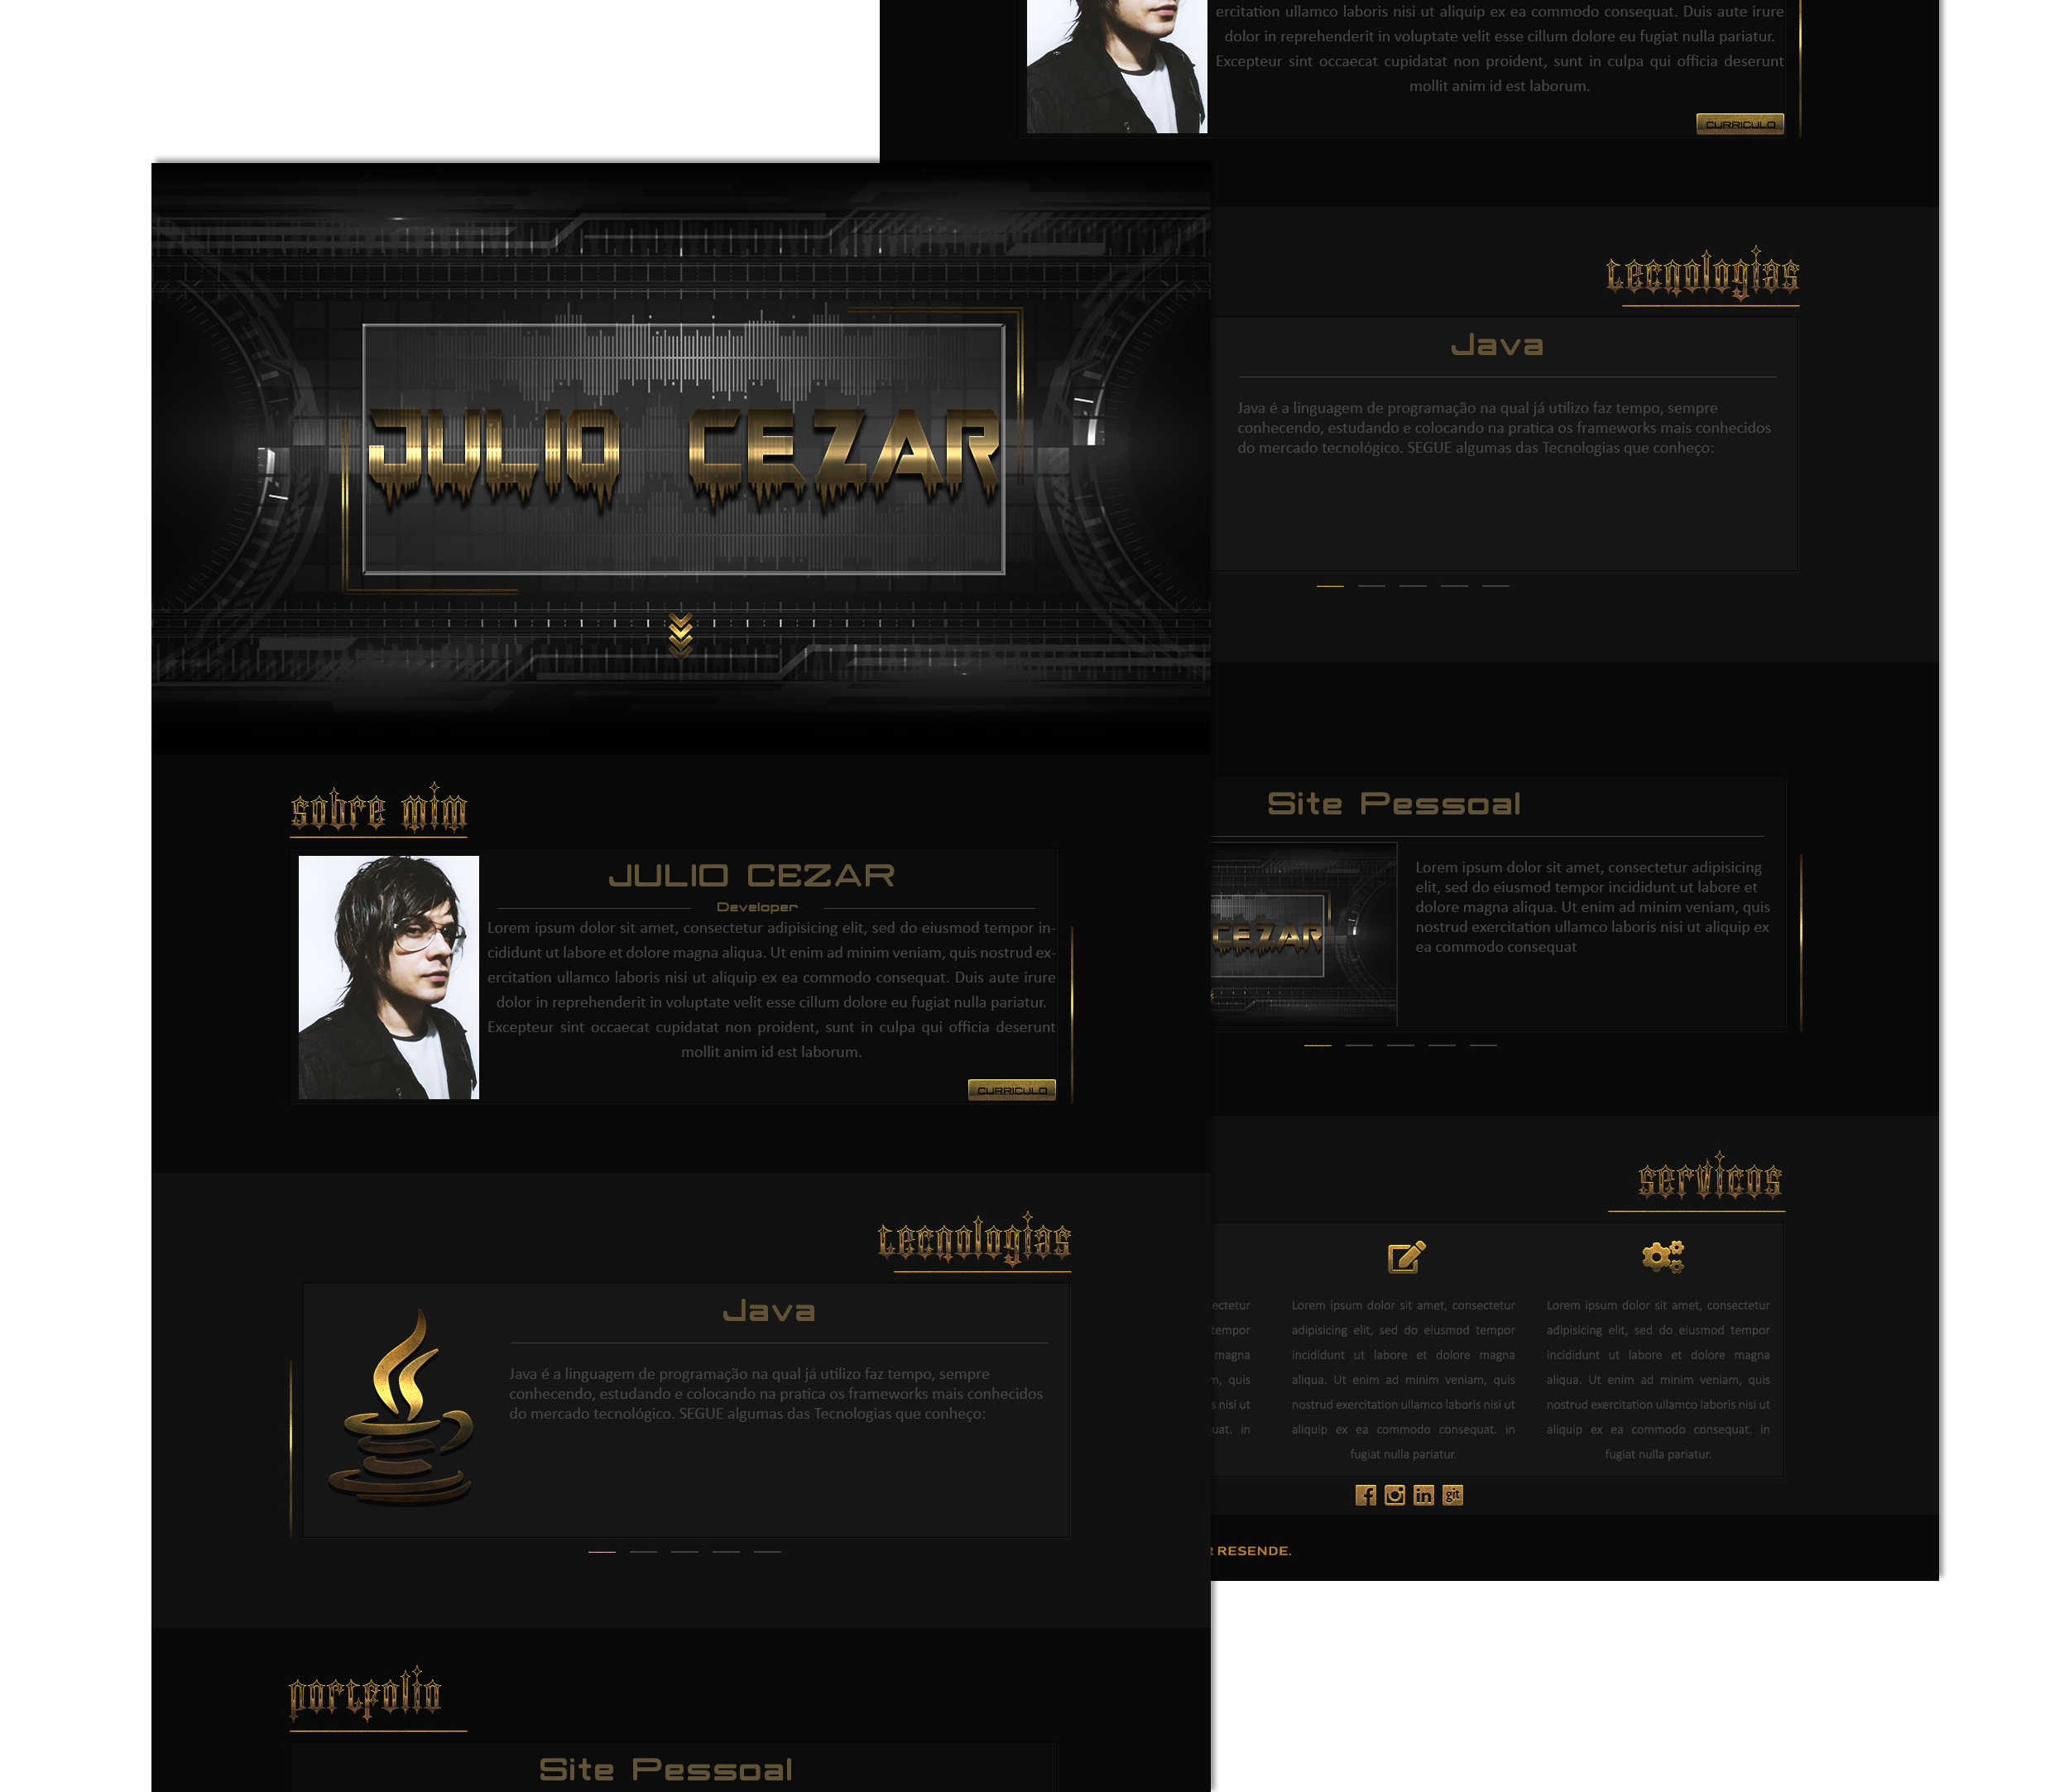 JULIO CEZAR
sobre mim
JULIO CEZAR
Developer
Lorem ipsum dolor sit amet, consectetur adipisicing elit, sed do eiusmod tempor in-
cididunt ut labore et dolore magna aliqua. Ut enim ad minim veniam, quis nostrud ex-
ercitation ullamco laboris nisi ut aliquip ex ea commodo consequat. Duis aute irure
dolor in reprehenderit in voluptate velit esse cillum dolore eu fugiat nulla pariatur.
Excepteur sint occaecat cupidatat non proident, sunt in culpa qui officia deserunt
mollit anim id est laborum.
CURRICULO
tecnologias
Java
Java é a linguagem de programação na qual já utilizo faz tempo, sempre
conhecendo, estudando e colocando na pratica os frameworks mais conhecidos
do mercado tecnológico. SEGUE algumas das Tecnologias que conheço:
portfolio
Site Pessoal
ercitation ullamco laboris nisi ut aliquip ex ea commodo consequat. Duis aute irure
dolor in reprehenderit in voluptate velit esse cillum dolore eu fugiat nulla pariatur.
Excepteur sint occaecat cupidatat non proident, sunt in culpa qui officia deserunt
mollit anim id est laborum.
CURRICULO
tecnologias
Java
Java é a linguagem de programação na qual já utilizo faz tempo, sempre
conhecendo, estudando e colocando na pratica os frameworks mais conhecidos
do mercado tecnológico. SEGUE algumas das Tecnologias que conheço:
Site Pessoal
CEZAR
Lorem ipsum dolor sit amet, consectetur adipisicing
elit, sed do eiusmod tempor incididunt ut labore et
dolore magna aliqua. Ut enim ad minim veniam, quis
nostrud exercitation ullamco laboris nisi ut aliquip ex
ea commodo consequat
servicos
ectetur
tempor
magna
n, quis
s nisi ut
uat. in
Lorem ipsum dolor sit amet, consectetur
adipisicing elit, sed do eiusmod tempor
incididunt ut labore et dolore magna
aliqua. Ut enim ad minim veniam, quis
nostrud exercitation ullamco laboris nisi ut
aliquip ex ea commodo consequat. in
fugiat nulla pariatur.
Lorem ipsum dolor sit amet, consectetur
adipisicing elit, sed do eiusmod tempor
incididunt ut labore et dolore magna
aliqua. Ut enim ad minim veniam, quis
nostrud exercitation ullamco laboris nisi ut
aliquip ex ea commodo consequat. in
fugiat nulla pariatur.
f in git
R RESENDE.